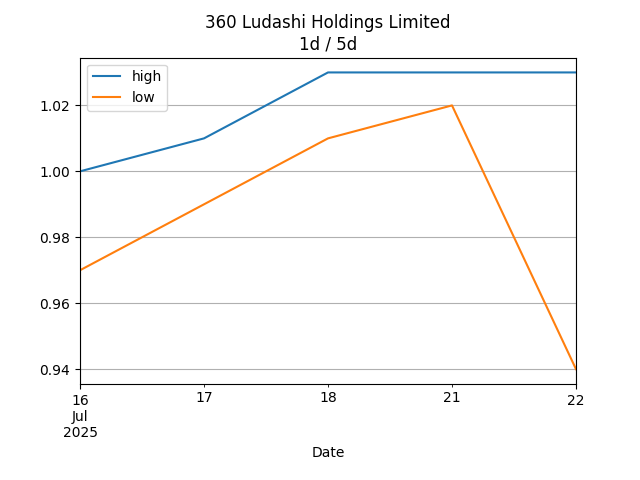 360 Ludashi Holdings Limited
1d / 5d
high
low
1.02
1.00
0.98
0.96
0.94
16 17 18 21 22
Jul
2025
Date